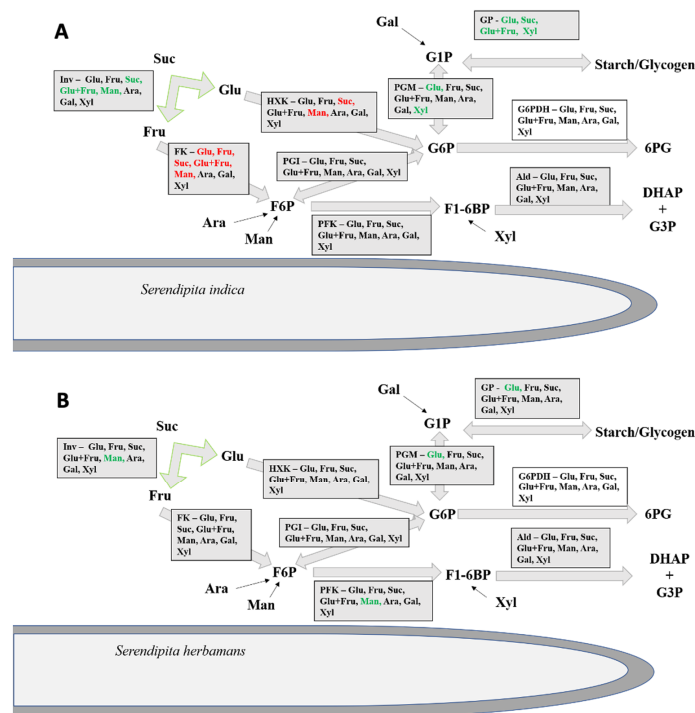 A
Gal
GP - Glu, Suc,
Glu+Fru, Xyl
Suc
G1P
Starch/Glycogen
Inv – Glu, Fru, Suc,
Glu+Fru, Man, Ara,
Gal, Xyl
Glu
HXK – Glu, Fru, Suc,
Glu+Fru, Man, Ara, Gal,
Xyl
PGM – Glu, Fru, Suc,
Glu+Fru, Man, Ara,
Gal, Xyl
G6PDH – Glu, Fru, Suc,
Glu+Fru, Man, Ara, Gal,
Xyl
Fru
G6P
6PG
FK – Glu, Fru,
Suc, Glu+Fru,
Man, Ara, Gal,
Xyl
PGI – Glu, Fru, Suc,
Glu+Fru, Man, Ara, Gal, Xyl
Ald – Glu, Fru, Suc,
Glu+Fru, Man, Ara,
Gal, Xyl
DHAP
+
G3P
F6P
F1-6BP
Ara
Man
PFK – Glu, Fru, Suc,
Glu+Fru, Man, Ara, Gal,
Xyl
Xyl
Serendipita indica
B
Gal
GP - Glu, Fru, Suc,
Glu+Fru, Man, Ara,
Gal, Xyl
Suc
G1P
Starch/Glycogen
Inv – Glu, Fru, Suc,
Glu+Fru, Man, Ara,
Gal, Xyl
Glu
HXK – Glu, Fru, Suc,
Glu+Fru, Man, Ara, Gal,
Xyl
PGM – Glu, Fru, Suc,
Glu+Fru, Man, Ara,
Gal, Xyl
G6PDH – Glu, Fru, Suc,
Glu+Fru, Man, Ara, Gal,
Xyl
Fru
G6P
6PG
FK – Glu, Fru,
Suc, Glu+Fru,
Man, Ara, Gal,
Xyl
PGI – Glu, Fru, Suc,
Glu+Fru, Man, Ara, Gal, Xyl
Ald – Glu, Fru, Suc,
Glu+Fru, Man, Ara,
Gal, Xyl
DHAP
+
G3P
F6P
F1-6BP
Ara
Man
PFK – Glu, Fru, Suc,
Glu+Fru, Man, Ara, Gal,
Xyl
Xyl
Serendipita herbamans